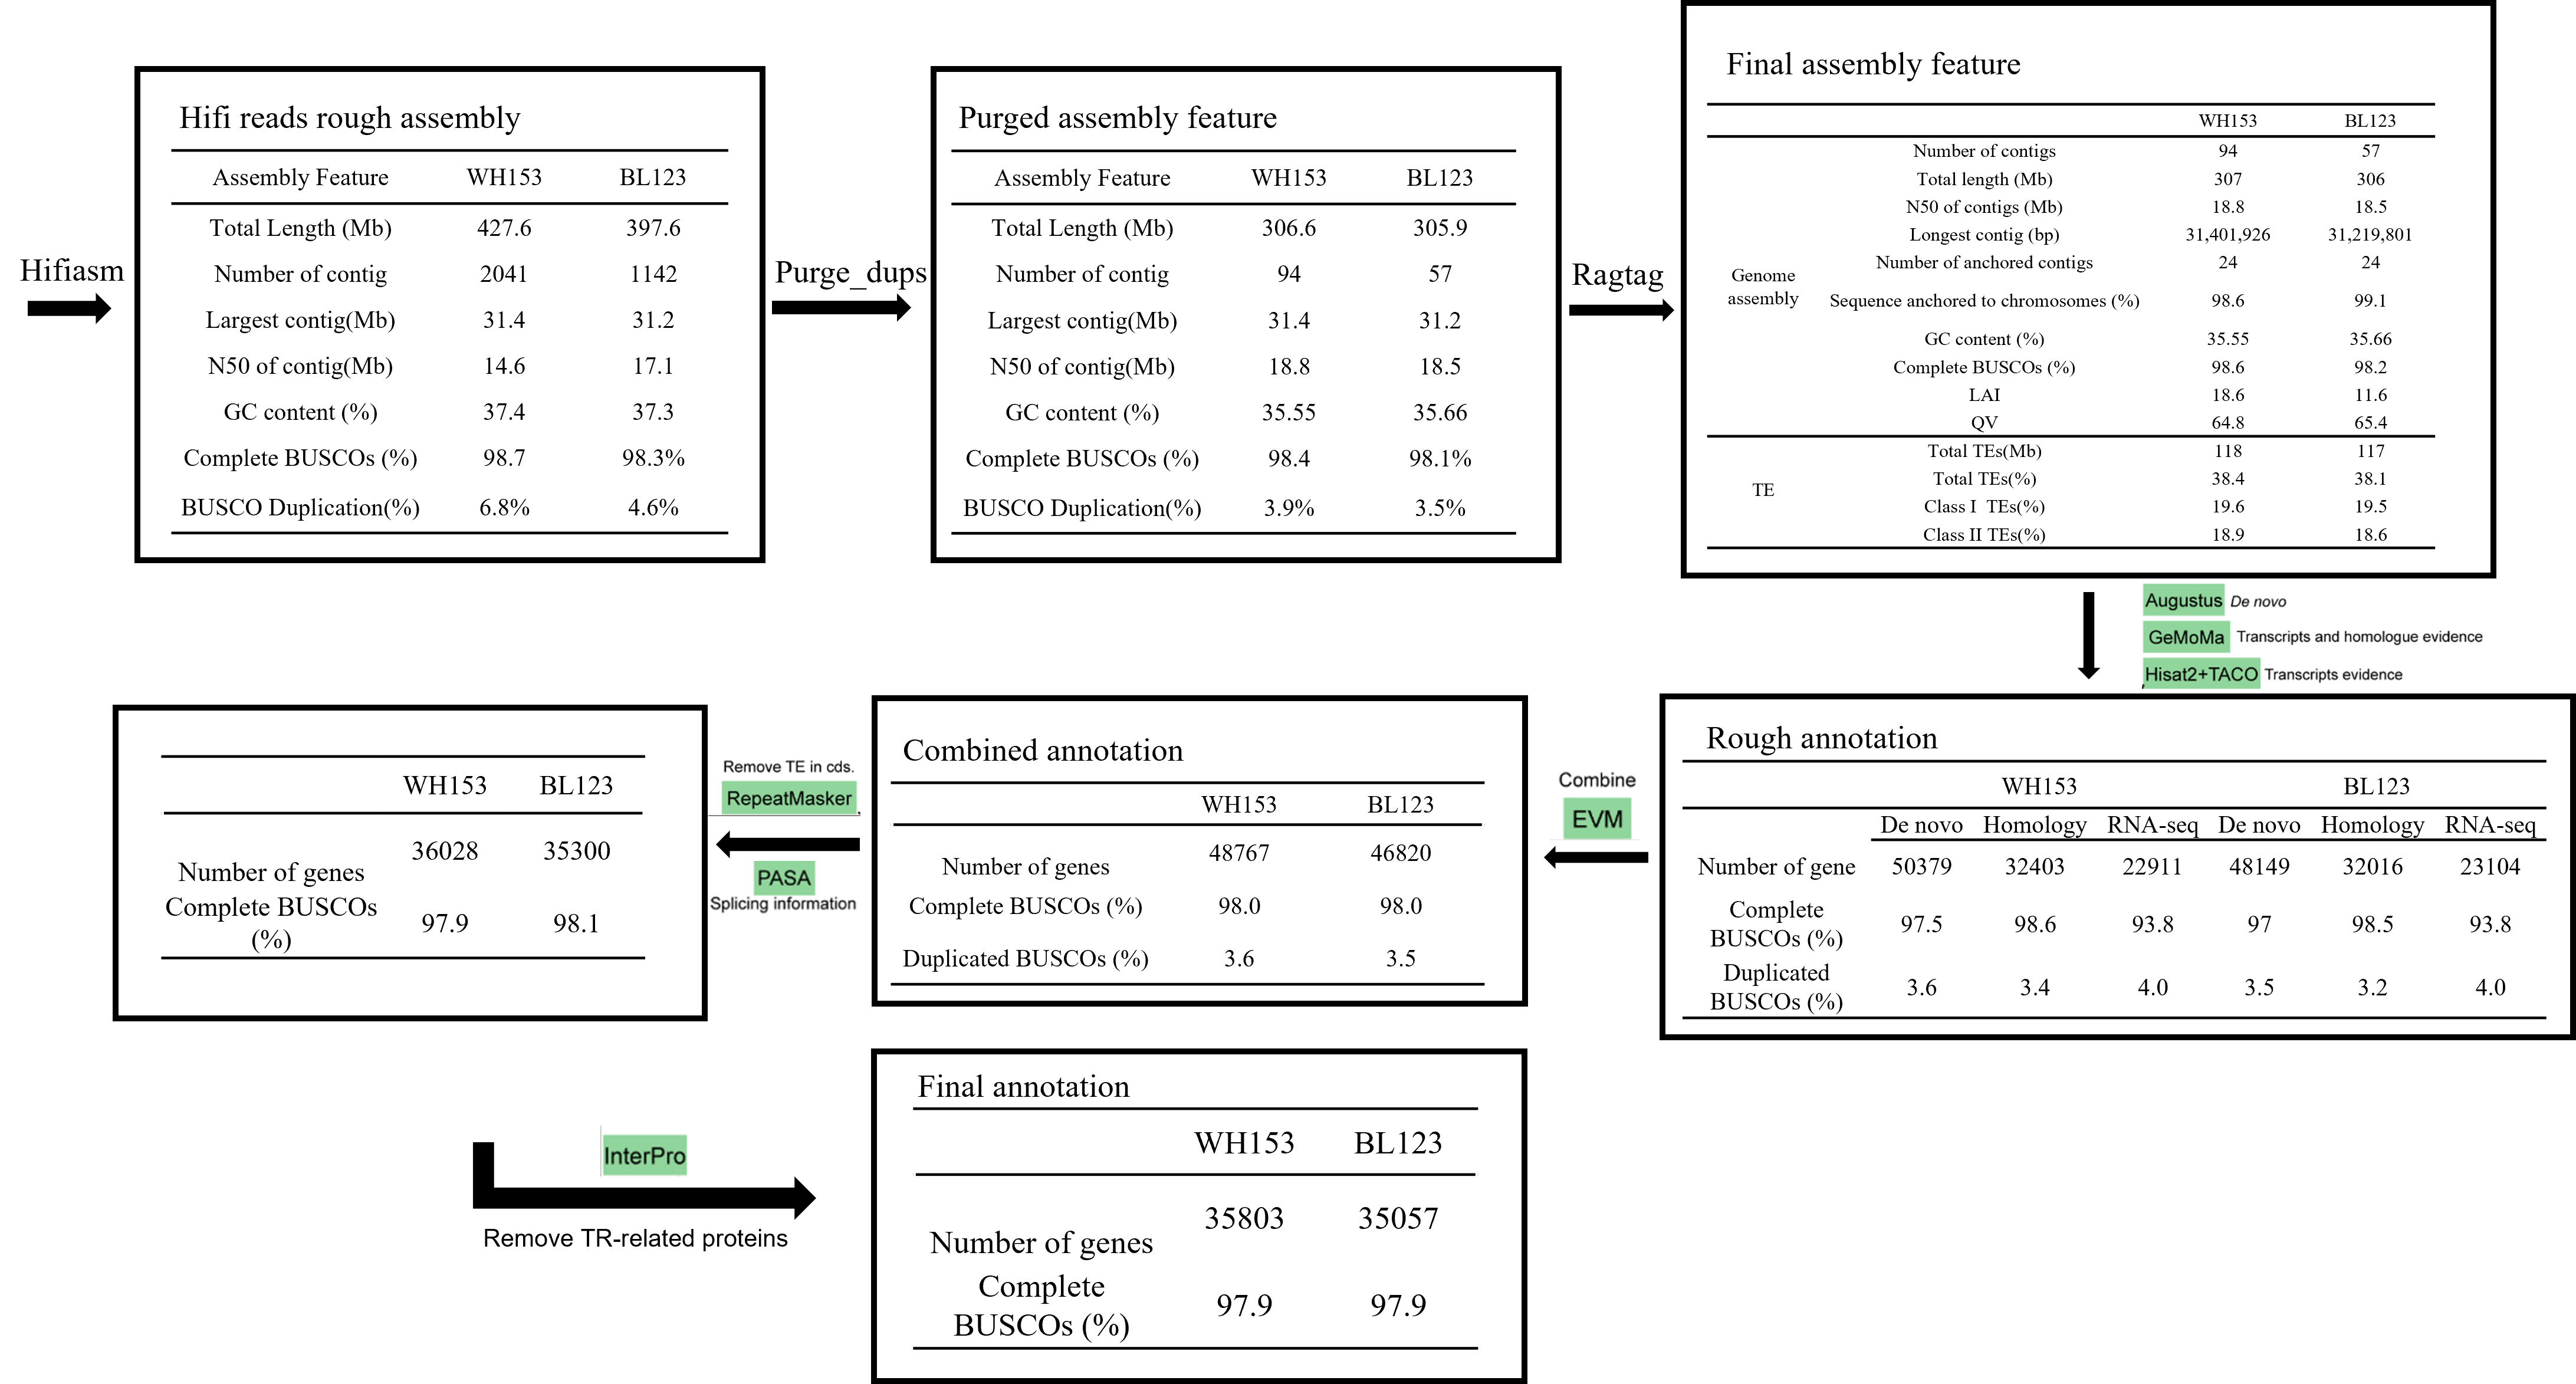 Hifiasm
Hifi reads rough assembly
Assembly Feature WH153 BL123
Total Length (Mb) 427.6 397.6
Number of contig 2041 1142
Largest contig(Mb) 31.4 31.2
N50 of contig(Mb) 14.6 17.1
GC content (%) 37.4 37.3
Complete BUSCOs (%) 98.7 98.3%
BUSCO Duplication(%) 6.8% 4.6%
Purge_dups
Purged assembly feature
Assembly Feature WH153 BL123
Total Length (Mb) 306.6 305.9
Number of contig 94 57
Largest contig(Mb) 31.4 31.2
N50 of contig(Mb) 18.8 18.5
GC content (%) 35.55 35.66
Complete BUSCOs (%) 98.4 98.1%
BUSCO Duplication(%) 3.9% 3.5%
Ragtag
Final assembly feature
WH153 BL123
Genome
assembly
Number of contigs 94 57
Total length (Mb) 307 306
N50 of contigs (Mb) 18.8 18.5
Longest contig (bp) 31,401,926 31,219,801
Number of anchored contigs 24 24
Sequence anchored to chromosomes (%) 98.6 99.1
GC content (%) 35.55 35.66
Complete BUSCOs (%) 98.6 98.2
LAI 18.6 11.6
QV 64.8 65.4
TE
Total TEs(Mb) 118 117
Total TEs(%) 38.4 38.1
Class I TEs(%) 19.6 19.5
Class II TEs(%) 18.9 18.6
Augustus De novo
GeMoMa Transcripts and homologue evidence
Hisat2+TACO Transcripts evidence
Rough annotation
WH153 BL123
De novo Homology RNA-seq De novo Homology RNA-seq
Number of gene 50379 32403 22911 48149 32016 23104
Complete
BUSCOs (%) 97.5 98.6 93.8 97 98.5 93.8
Duplicated
BUSCOs (%) 3.6 3.4 4.0 3.5 3.2 4.0
Combine
EVM
Combined annotation
WH153 BL123
Number of genes 48767 46820
Complete BUSCOs (%) 98.0 98.0
Duplicated BUSCOs (%) 3.6 3.5
Remove TE in cds.
RepeatMasker
PASA
Splicing information
WH153 BL123
Number of genes 36028 35300
Complete BUSCOs
(%) 97.9 98.1
InterPro
Remove TR-related proteins
Final annotation
WH153 BL123
Number of genes 35803 35057
Complete
BUSCOs (%) 97.9 97.9